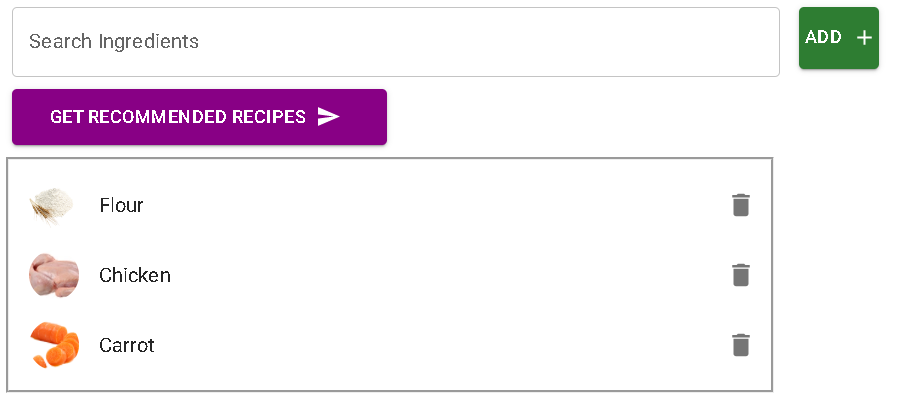 Search Ingredients
ADD
GET RECOMMENDED RECIPES
Flour
Chicken
Carrot